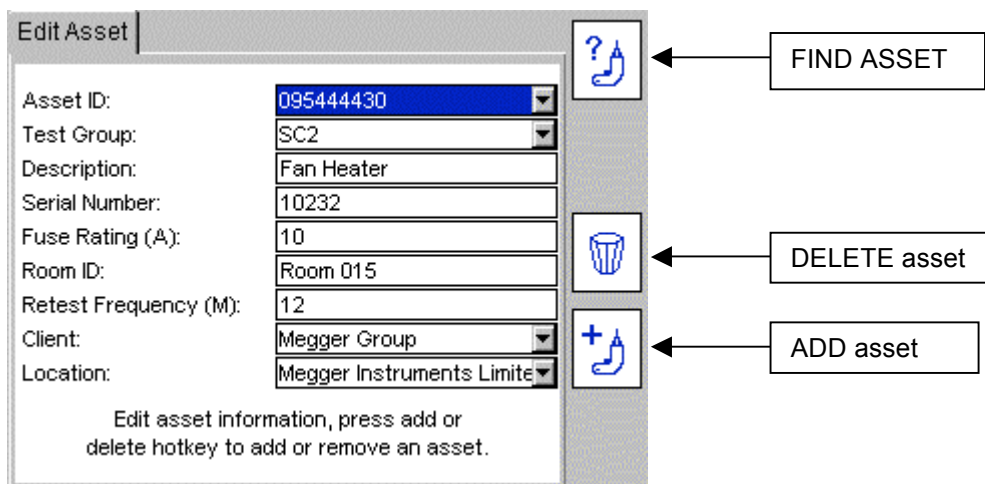 Edit Asset
?
FIND ASSET
Asset ID: 095444430
Test Group: SC2
Description: Fan Heater
Serial Number: 10232
Fuse Rating (A): 10
DELETE asset
Room ID: Room 015
Retest Frequency (M): 12
Client: Megger Group
+
ADD asset
Location: Megger Instruments Limite
Edit asset information, press add or
delete hotkey to add or remove an asset.